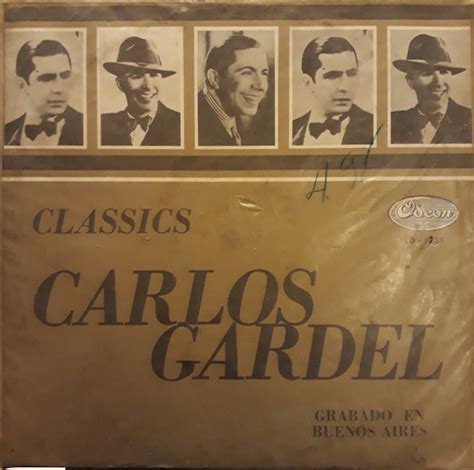 Odeon
CLASSICS
CARLOS
GARDEL
GRABADO EN
BUENOS AIRES